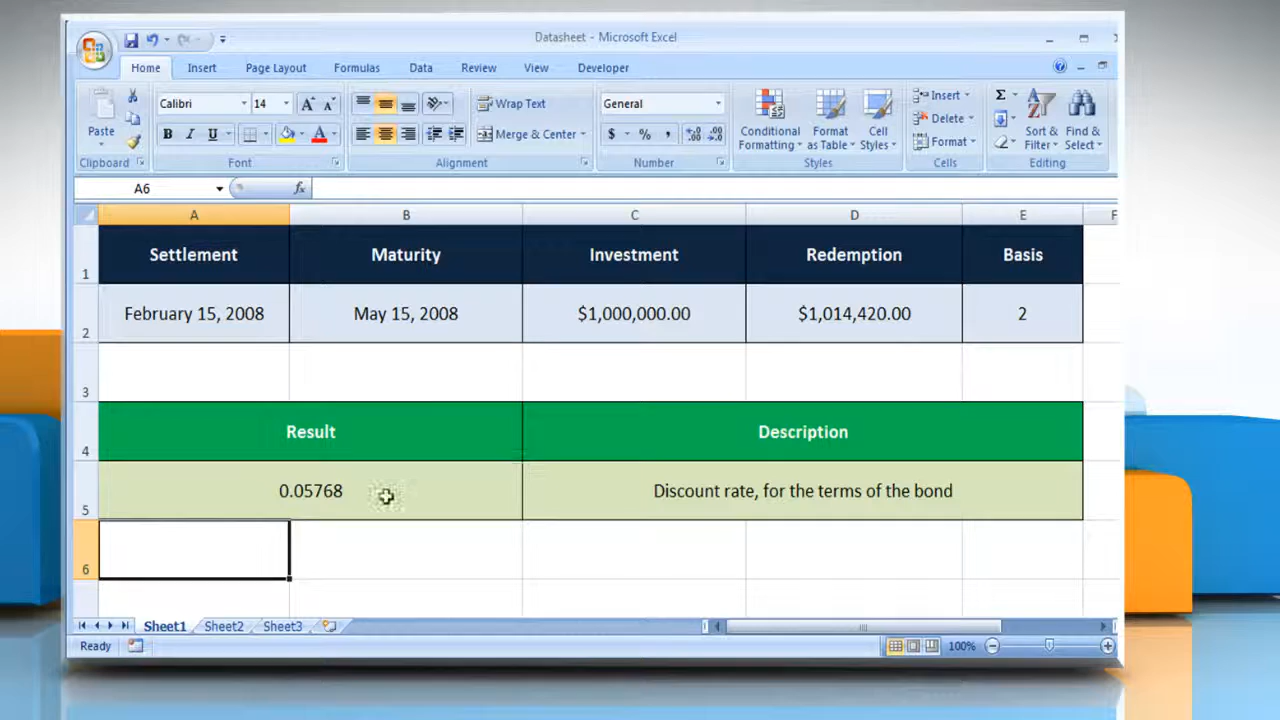 Datasheet - Microsoft Excel
Home Insert Page Layout Formulas Data Review View Developer
Paste
Clipboard
Calibri 14 A A
B I U A
Font
Wrap Text
Merge & Center
Alignment
General
$ % , .0 .00 .00 .0
Number
Conditional Formatting
Format as Table
Cell Styles
Styles
Insert
Delete
Format
Cells
Σ
Sort & Filter
Find & Select
Editing
A6 fx
A B C D E F
1 Settlement Maturity Investment Redemption Basis
2 February 15, 2008 May 15, 2008 $1,000,000.00 $1,014,420.00 2
3
4 Result Description
5 0.05768 Discount rate, for the terms of the bond
6
Sheet1 Sheet2 Sheet3
Ready 100%